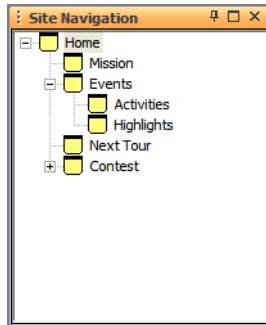 Site Navigation
Home
Mission
Events
Activities
Highlights
Next Tour
Contest